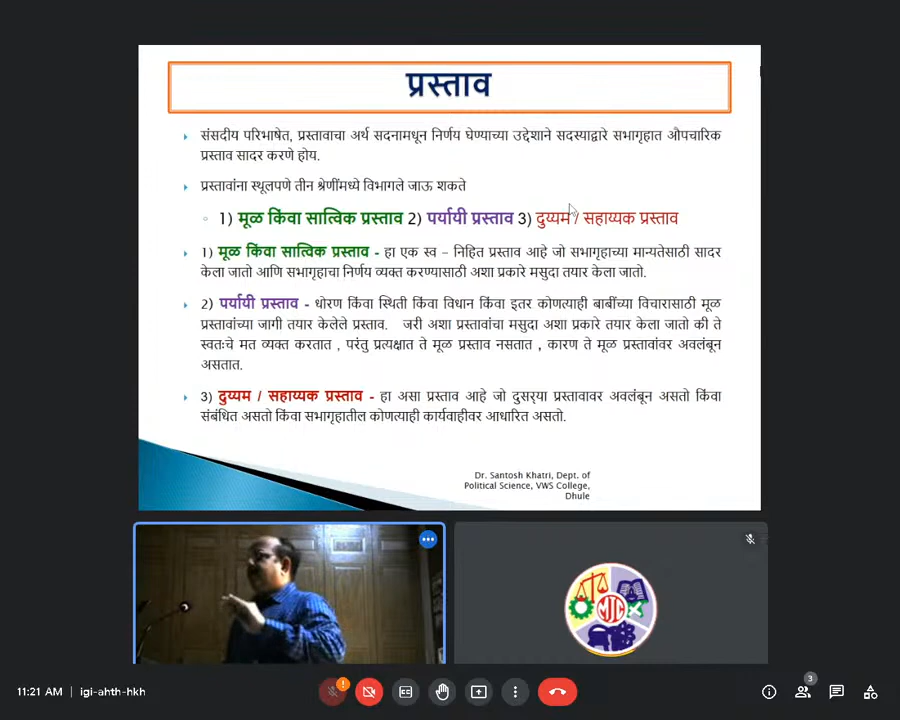 प्रस्ताव
संसदीय परिभाषेत, प्रस्तावाचा अर्थ सदनामधून निर्णय घेण्याच्या उद्देशाने सदस्याद्वारे सभागृहात औपचारिक
प्रस्ताव सादर करणे होय.
प्रस्तावांना स्थूलपणे तीन श्रेणींमध्ये विभागले जाऊ शकते
1) मूळ किंवा सात्विक प्रस्ताव 2) पर्यायी प्रस्ताव 3) दुय्यम / सहाय्यक प्रस्ताव
1) मूळ किंवा सात्विक प्रस्ताव - हा एक स्व – निहित प्रस्ताव आहे जो सभागृहाच्या मान्यतेसाठी सादर
केला जातो आणि सभागृहाचा निर्णय व्यक्त करण्यासाठी अशा प्रकारे मसुदा तयार केला जातो.
2) पर्यायी प्रस्ताव - धोरण किंवा स्थिती किंवा विधान किंवा इतर कोणत्याही बाबींच्या विचारासाठी मूळ
प्रस्तावांच्या जागी तयार केलेले प्रस्ताव. जरी अशा प्रस्तावांचा मसुदा अशा प्रकारे तयार केला जातो की ते
स्वतःचे मत व्यक्त करतात , परंतु प्रत्यक्षात ते मूळ प्रस्ताव नसतात , कारण ते मूळ प्रस्तावांवर अवलंबून
असतात.
3) दुय्यम / सहाय्यक प्रस्ताव - हा असा प्रस्ताव आहे जो दुसर्‍या प्रस्तावावर अवलंबून असतो किंवा
संबंधित असतो किंवा सभागृहातील कोणत्याही कार्यवाहीवर आधारित असतो.
Dr. Santosh Khatri, Dept. of
Political Science, VWS College,
Dhule
MJC
3
11:21 AM | igi-ahth-hkh